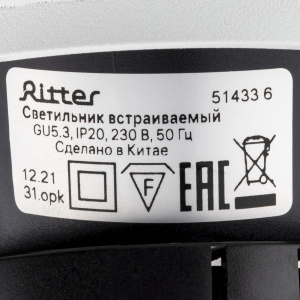 Ritter 51433 6
Светильник встраиваемый
GU5.3, IP20, 230 В, 50 Гц
Сделано в Китае
12.21
31.opk
F
EAC